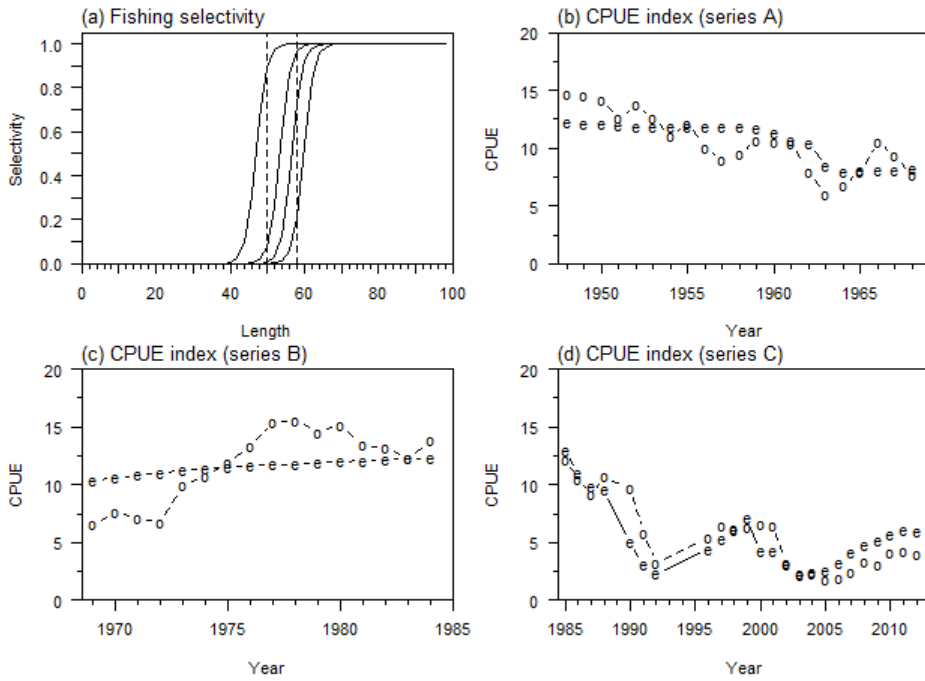 (a) Fishing selectivity
Selectivity
1.0
0.8
0.6
0.4
0.2
0.0
0 20 40 60 80 100
Length
(b) CPUE index (series A)
CPUE
20
15
10
5
0
1950 1955 1960 1965
Year
(c) CPUE index (series B)
CPUE
20
15
10
5
0
1970 1975 1980 1985
Year
(d) CPUE index (series C)
CPUE
20
15
10
5
0
1985 1990 1995 2000 2005 2010
Year